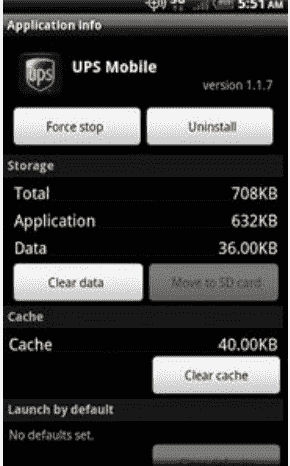 3G 5:51 AM
Application info
ups UPS Mobile
version 1.1.7
Force stop Uninstall
Storage
Total 708KB
Application 632KB
Data 36.00KB
Clear data Move to SD card
Cache
Cache 40.00KB
Clear cache
Launch by default
No defaults set.